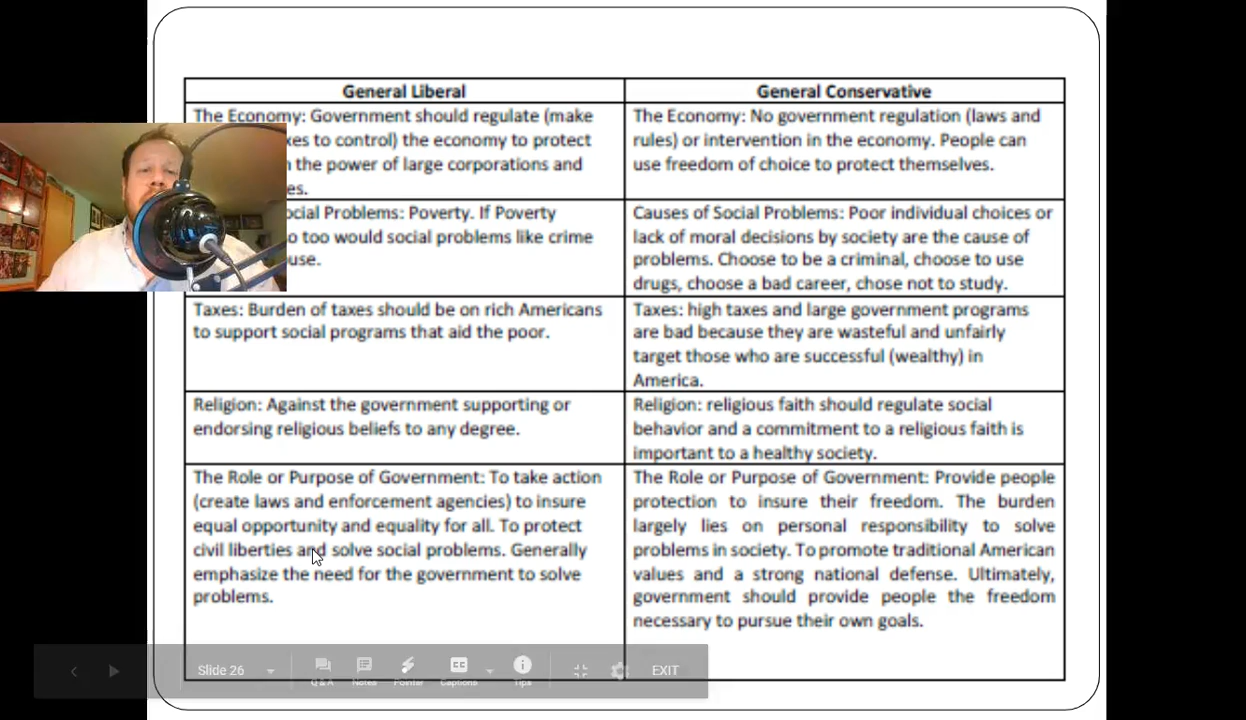 General Liberal
General Conservative
The Economy: Government should regulate (make
xes to control) the economy to protect
the power of large corporations and
es.
The Economy: No government regulation (laws and
rules) or intervention in the economy. People can
use freedom of choice to protect themselves.
ocial Problems: Poverty. If Poverty
o too would social problems like crime
use.
Causes of Social Problems: Poor individual choices or
lack of moral decisions by society are the cause of
problems. Choose to be a criminal, choose to use
drugs, choose a bad career, chose not to study.
Taxes: Burden of taxes should be on rich Americans
to support social programs that aid the poor.
Taxes: high taxes and large government programs
are bad because they are wasteful and unfairly
target those who are successful (wealthy) in
America.
Religion: Against the government supporting or
endorsing religious beliefs to any degree.
Religion: religious faith should regulate social
behavior and a commitment to a religious faith is
important to a healthy society.
The Role or Purpose of Government: To take action
(create laws and enforcement agencies) to insure
equal opportunity and equality for all. To protect
civil liberties and solve social problems. Generally
emphasize the need for the government to solve
problems.
The Role or Purpose of Government: Provide people
protection to insure their freedom. The burden
largely lies on personal responsibility to solve
problems in society. To promote traditional American
values and a strong national defense. Ultimately,
government should provide people the freedom
necessary to pursue their own goals.
Slide 26
Q & A
Notes
Pointer
CC
Captions
Tips
EXIT